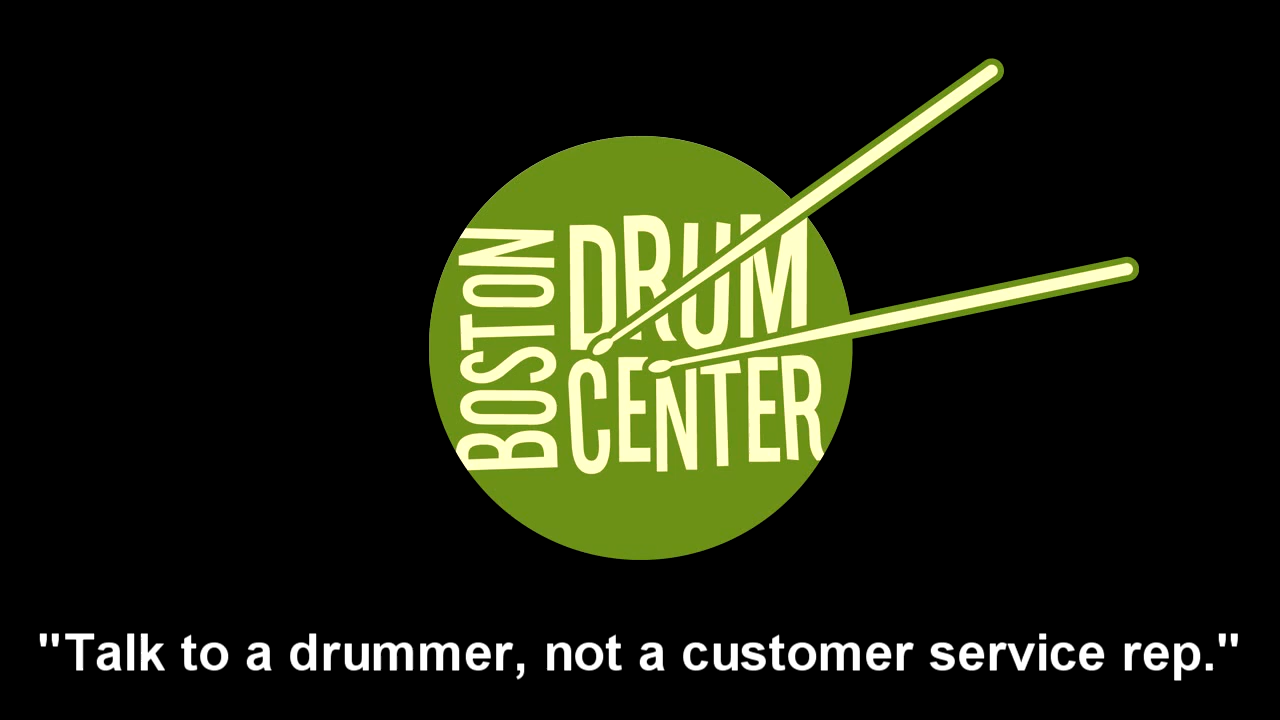 BOSTON
DRUM
CENTER
"Talk to a drummer, not a customer service rep."